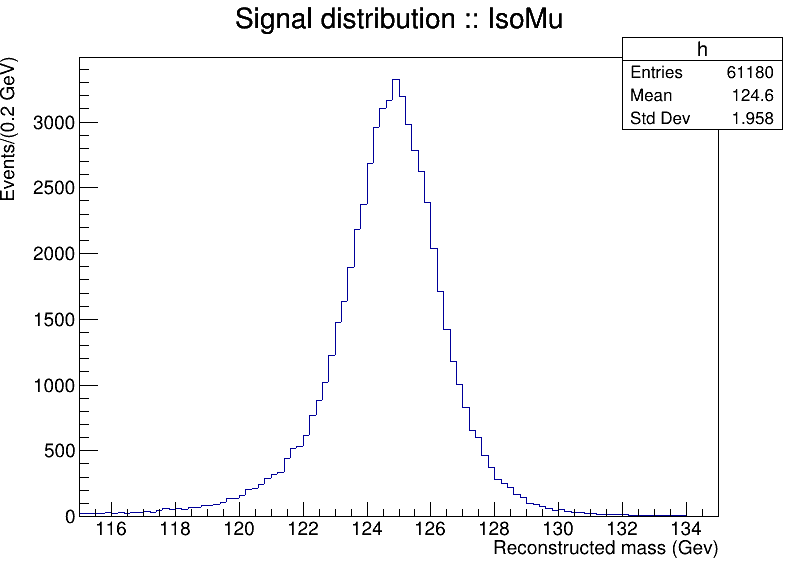 Signal distribution :: IsoMu
h
Entries 61180
Mean 124.6
Std Dev 1.958
Events/(0.2 GeV)
3000
2500
2000
1500
1000
500
0
116 118 120 122 124 126 128 130 132 134
Reconstructed mass (Gev)